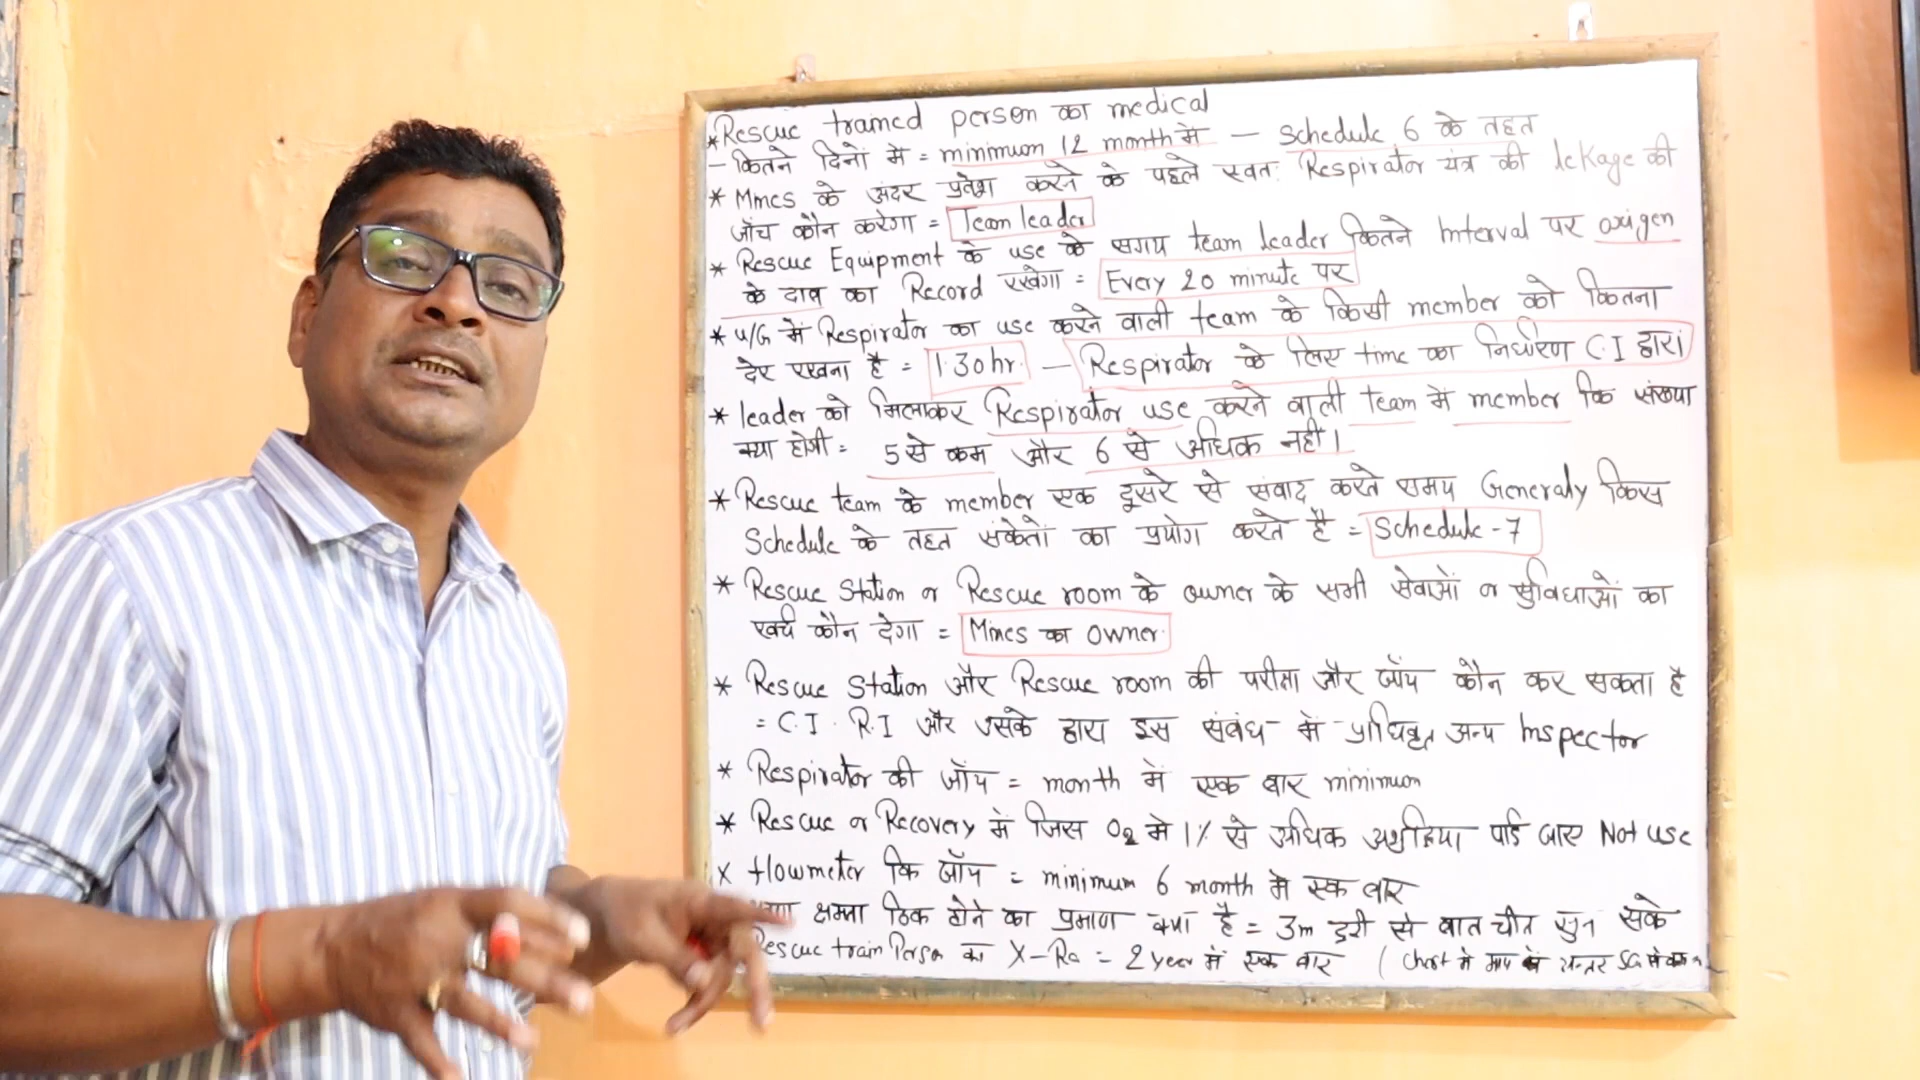 * Rescue trained person का medical
- कितने दिनों में = minimum 12 month में — Schedule 6 के तहत
* Mines के अंदर प्रवेश करने के पहले स्वतः Respirator यंत्र की lekage की
जाँच कौन करेगा = Team leader
* Rescue Equipment के use के समय team leader कितने Interval पर oxigen
के दाब का Record रखेगा = Every 20 minute पर
* U/G में Respirator का use करने वाली team के किसी member को कितना
देर रखना है = 1.30 hr. — Respirator के लिए time का निर्धारण C.I द्वारा
* leader को मिलाकर Respirator use करने वाली team में member कि संख्या
क्या होगी = 5 से कम और 6 से अधिक नहीं।
* Rescue team के member एक दूसरे से संवाद करते समय Generaly किस
Schedule के तहत संकेतों का प्रयोग करते है = Schedule - 7
* Rescue Station or Rescue room के owner के सभी सेवाओं or सुविधाओं का
खर्च कौन देगा = Mines का Owner.
* Rescue Station और Rescue room की परीक्षा और जाँच कौन कर सकता है
= C.I. R.I और उसके द्वारा इस संबंध में प्राधिकृत अन्य Inspector
* Respirator की जाँच = month में एक बार minimum
* Rescue or Recovery में जिस O2 में 1% से अधिक अशुद्धिया पाई जाए Not use
* flowmeter कि जाँच = minimum 6 month में एक बार
क्षमता ठिक होने का प्रमाण क्या है = 3m दुरी से बात चीत सुन सके
Rescue train Person का X-Ra = 2 year में एक बार ( Chest में माप